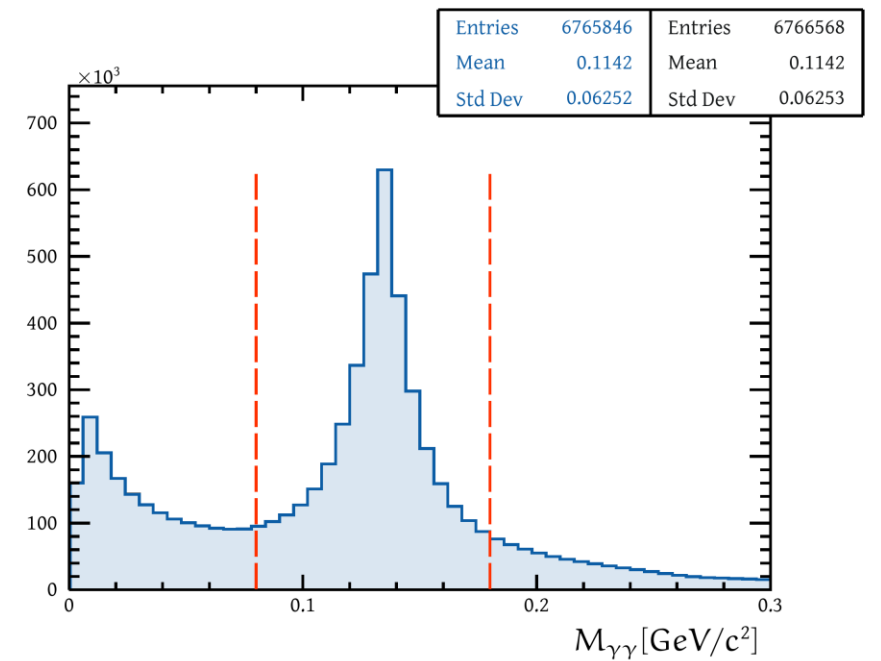 Entries 6765846 Entries 6766568
Mean 0.1142 Mean 0.1142
Std Dev 0.06252 Std Dev 0.06253
×10³
700
600
500
400
300
200
100
0
0 0.1 0.2 0.3
Mγγ[GeV/c²]